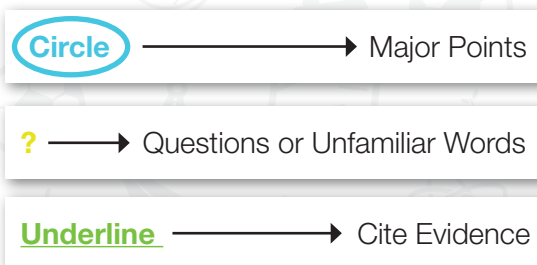 Circle Major Points
? Questions or Unfamiliar Words
Underline Cite Evidence